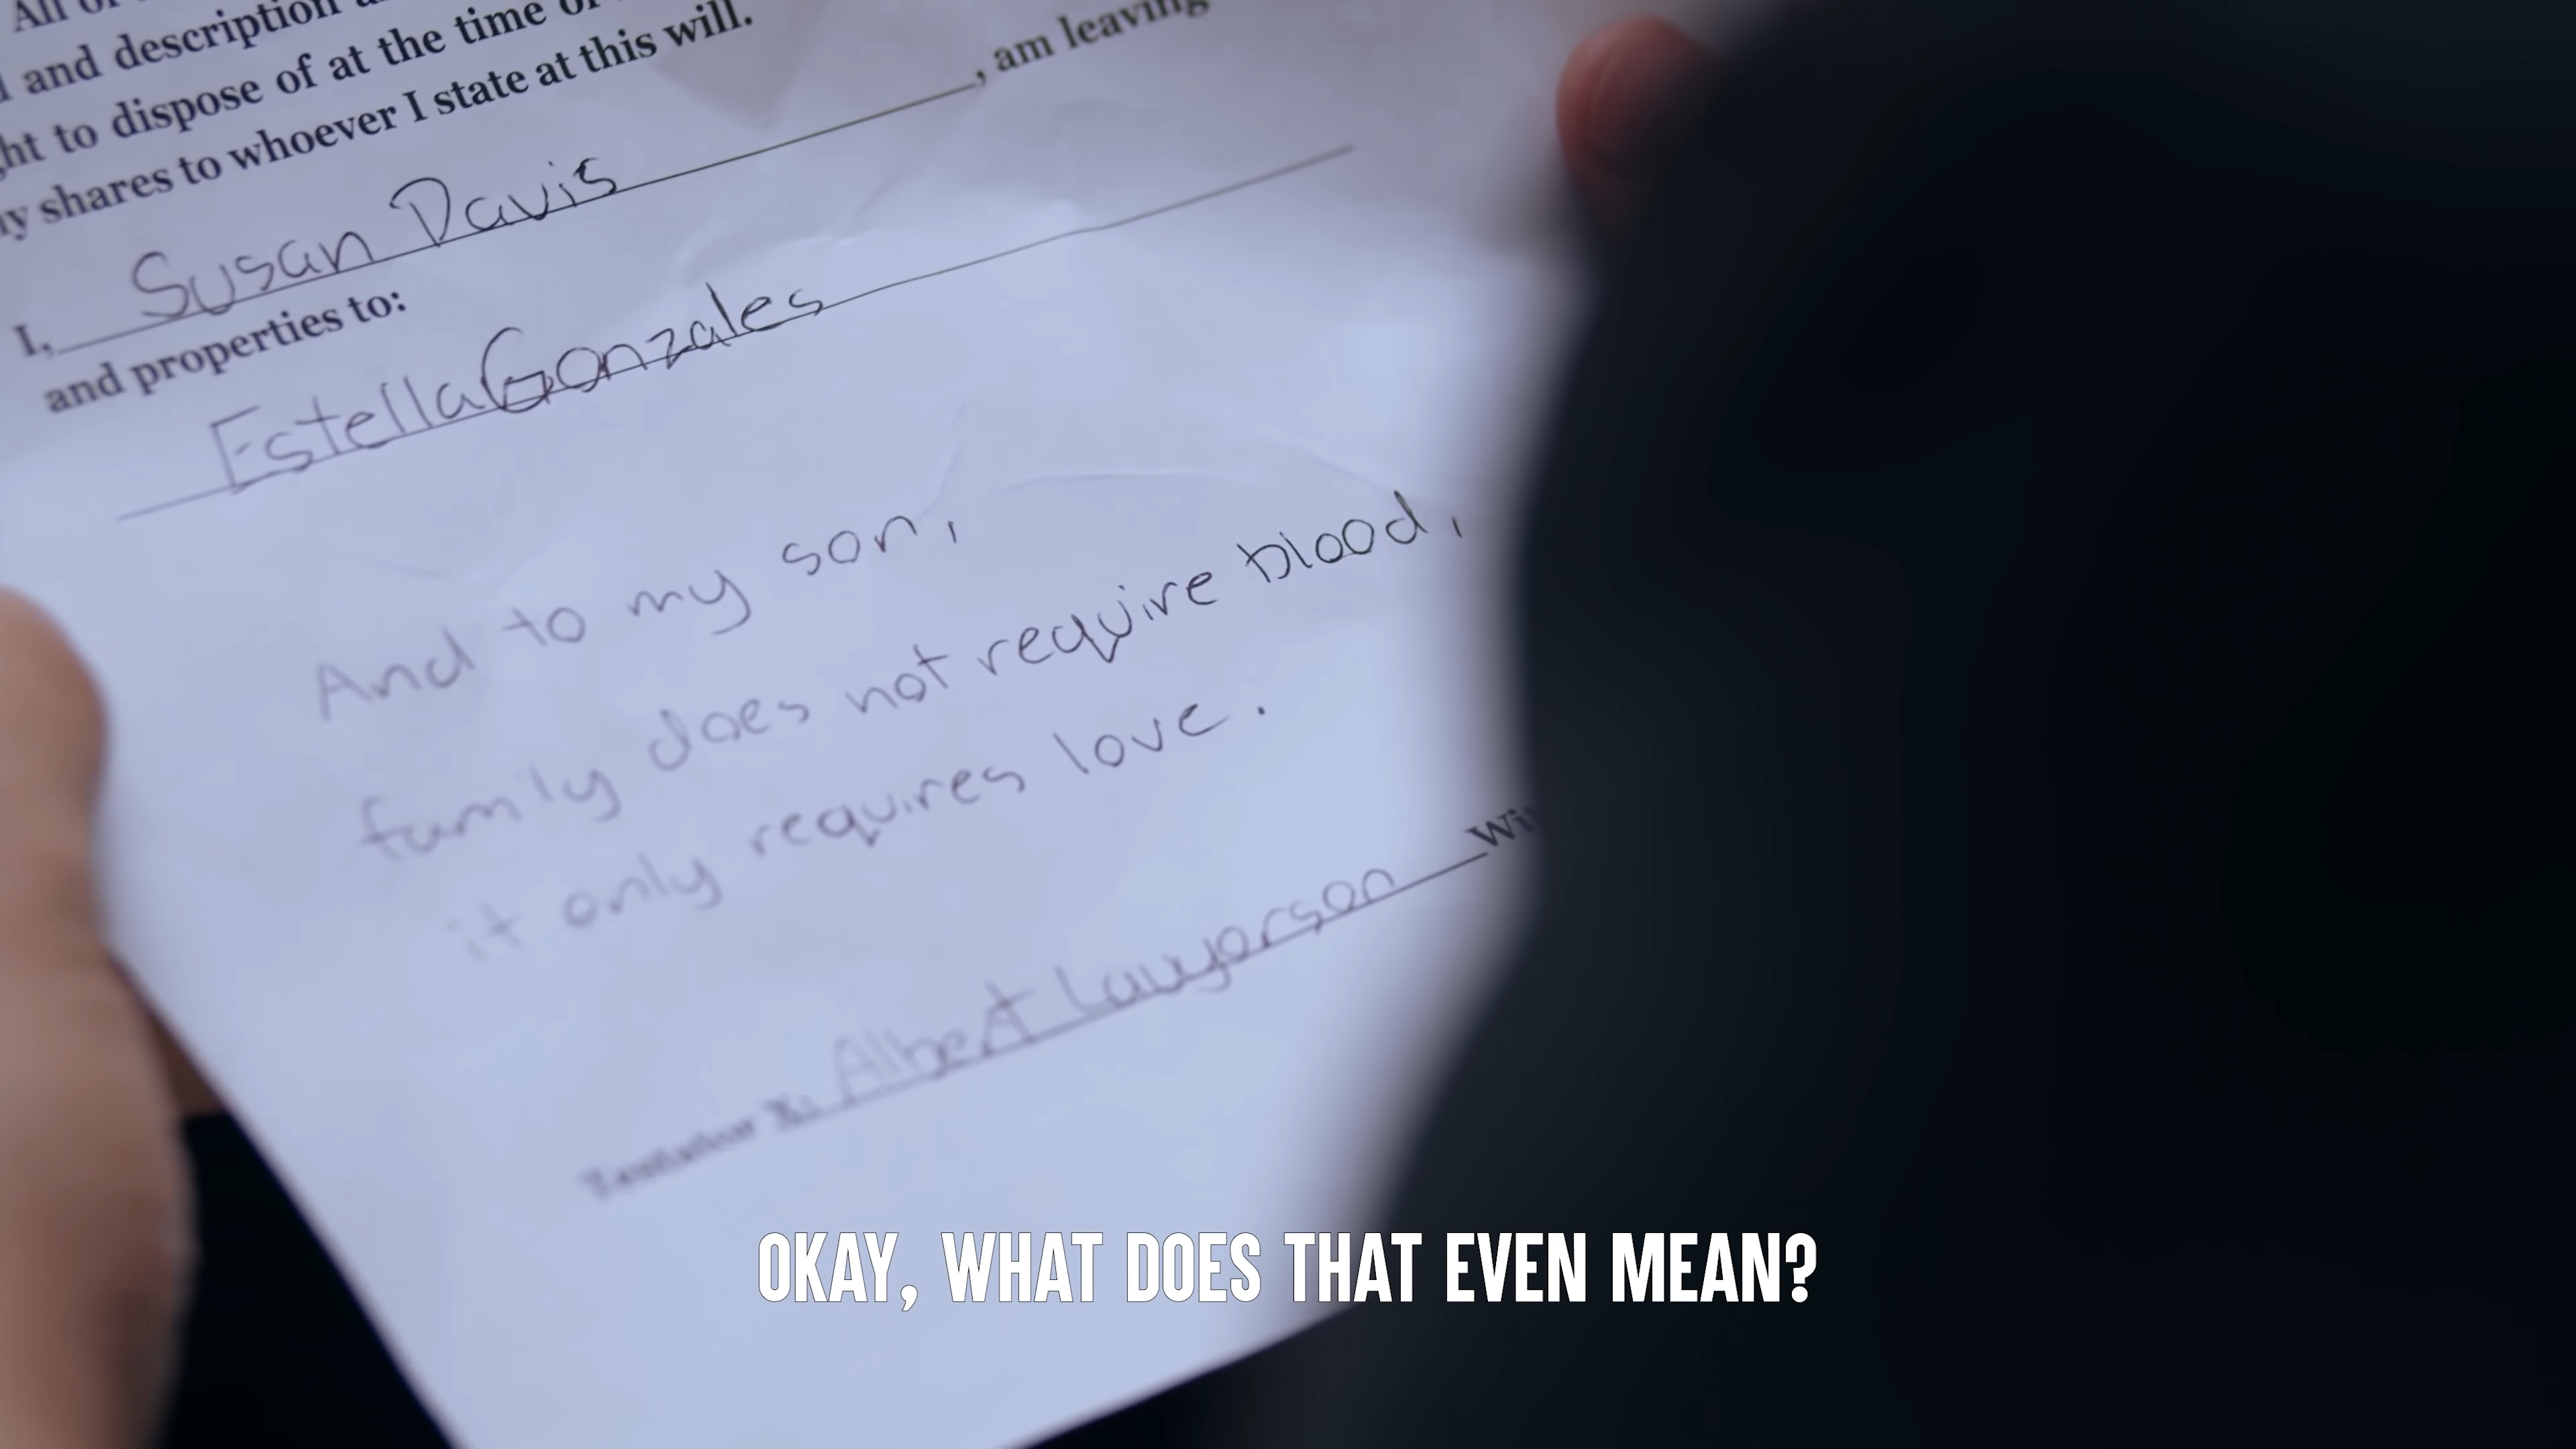 All of
and description
ght to dispose of at the time of
y shares to whoever I state at this will.
I, Susan Davis, am leaving
and properties to:
Estella Gonzales
And to my son,
family does not require blood,
it only requires love.
Albert Lawyerson
OKAY, WHAT DOES THAT EVEN MEAN?